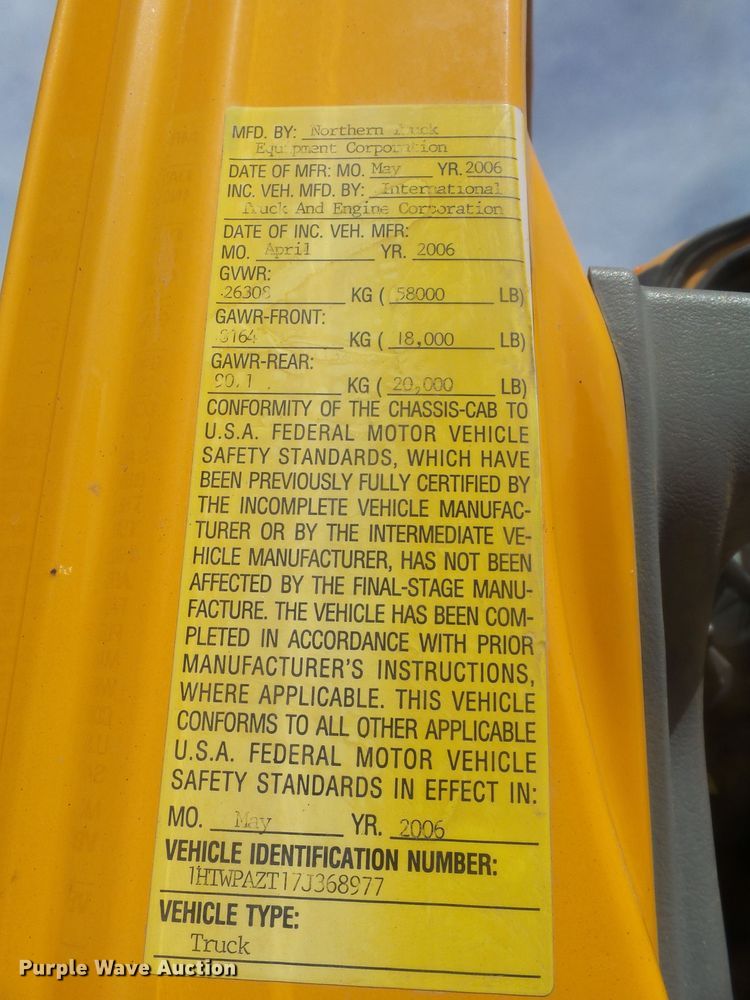 MFD. BY: Northern Truck
Equipment Corporation
DATE OF MFR: MO. May YR. 2006
INC. VEH. MFD. BY: International
Truck And Engine Corporation
DATE OF INC. VEH. MFR:
MO. April YR. 2006
GVWR:
26308 KG ( 58000 LB)
GAWR-FRONT:
8164 KG ( 18,000 LB)
GAWR-REAR:
KG ( 20,000 LB)
CONFORMITY OF THE CHASSIS-CAB TO
U.S.A. FEDERAL MOTOR VEHICLE
SAFETY STANDARDS, WHICH HAVE
BEEN PREVIOUSLY FULLY CERTIFIED BY
THE INCOMPLETE VEHICLE MANUFAC-
TURER OR BY THE INTERMEDIATE VE-
HICLE MANUFACTURER, HAS NOT BEEN
AFFECTED BY THE FINAL-STAGE MANU-
FACTURE. THE VEHICLE HAS BEEN COM-
PLETED IN ACCORDANCE WITH PRIOR
MANUFACTURER'S INSTRUCTIONS,
WHERE APPLICABLE. THIS VEHICLE
CONFORMS TO ALL OTHER APPLICABLE
U.S.A. FEDERAL MOTOR VEHICLE
SAFETY STANDARDS IN EFFECT IN:
MO. May YR. 2006
VEHICLE IDENTIFICATION NUMBER:
1HTWPAZT17J368977
VEHICLE TYPE:
Truck
Purple Wave Auction